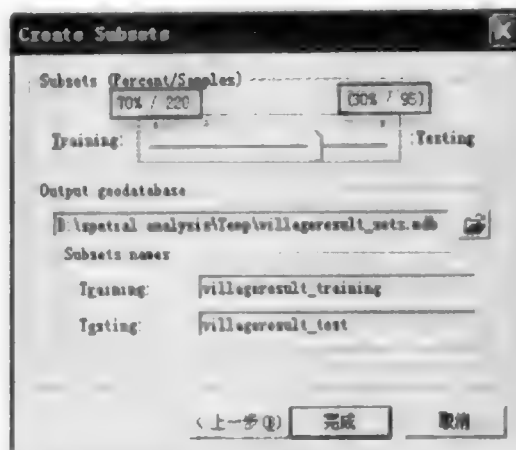 Create Subsets
Subsets (Percent/Samples)
70% / 220
(30% / 95)
Training:
:Testing
Output geodatabase
D:\spatial analysis\Temp\villageresult_sets.mdb
Subsets names
Training:
villageresult_training
Testing:
villageresult_test
<上一步(B)
完成
取消